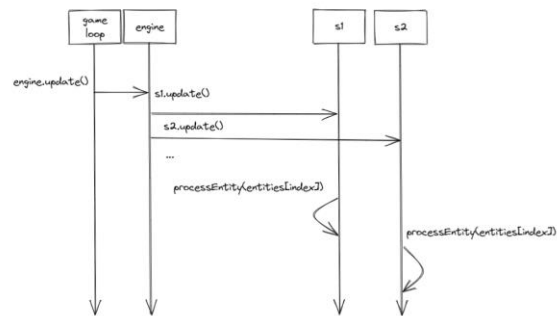 game
loop
engine
s1
s2
engine.update()
s1.update()
s2.update()
...
processEntity(entities[index])
processEntity(entities[index])